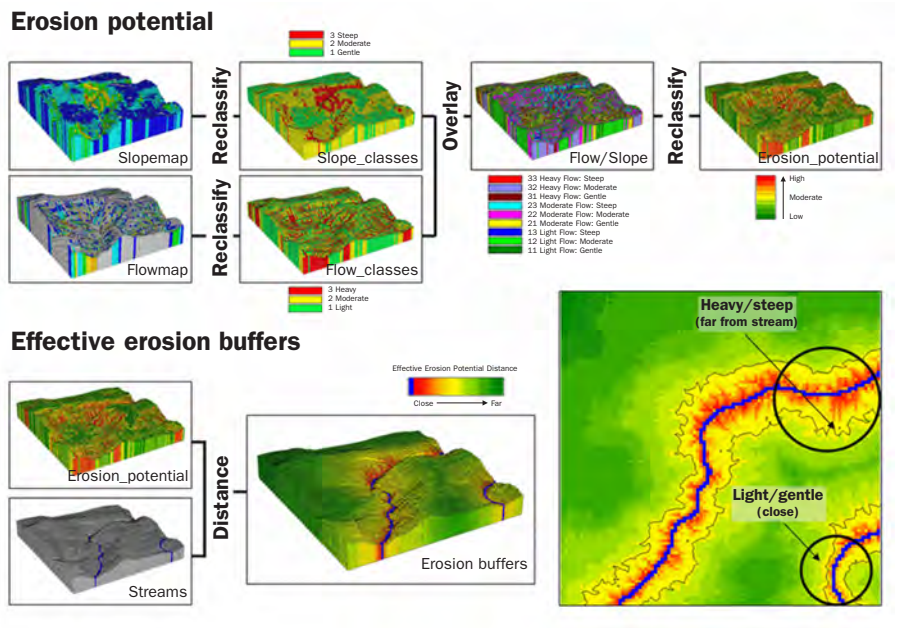 Erosion potential
3 Steep
2 Moderate
1 Gentle
Slopemap
Reclassify
Slope_classes
Overlay
Flow/Slope
Reclassify
Erosion_potential
Flowmap
Reclassify
Flow_classes
3 Heavy
2 Moderate
1 Light
33 Heavy Flow: Steep
32 Heavy Flow: Moderate
31 Heavy Flow: Gentle
23 Moderate Flow: Steep
22 Moderate Flow: Moderate
21 Moderate Flow: Gentle
13 Light Flow: Steep
12 Light Flow: Moderate
11 Light Flow: Gentle
High
Moderate
Low
Effective erosion buffers
Effective Erosion Potential Distance
Close
Far
Erosion_potential
Distance
Streams
Erosion buffers
Heavy/steep
(far from stream)
Light/gentle
(close)